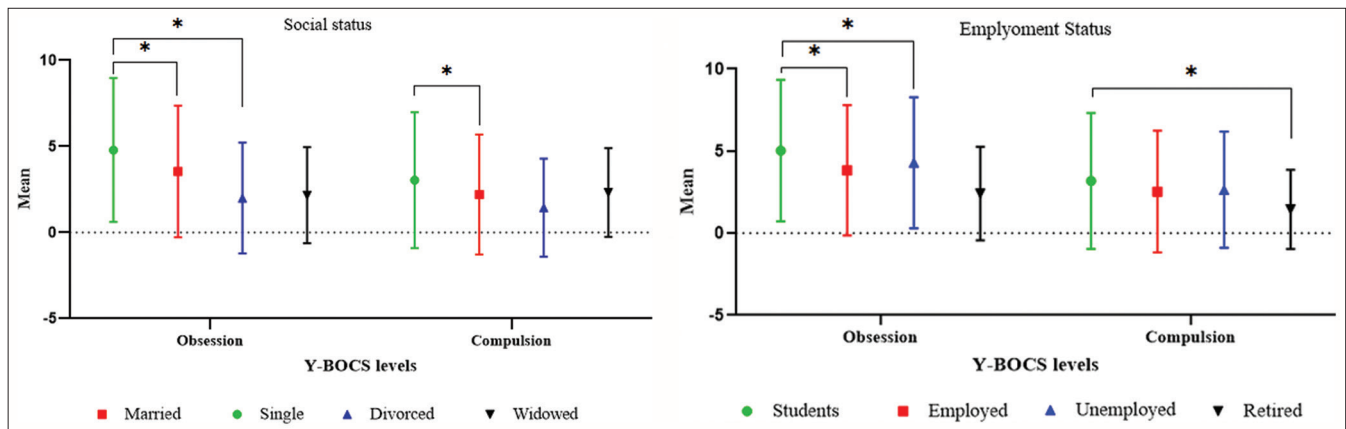 Social status
*
*
*
10
5
0
-5
Mean
Obsession
Compulsion
Y-BOCS levels
Married
Single
Divorced
Widowed
Emplyoment Status
*
*
*
10
5
0
-5
Mean
Obsession
Compulsion
Y-BOCS levels
Students
Employed
Unemployed
Retired